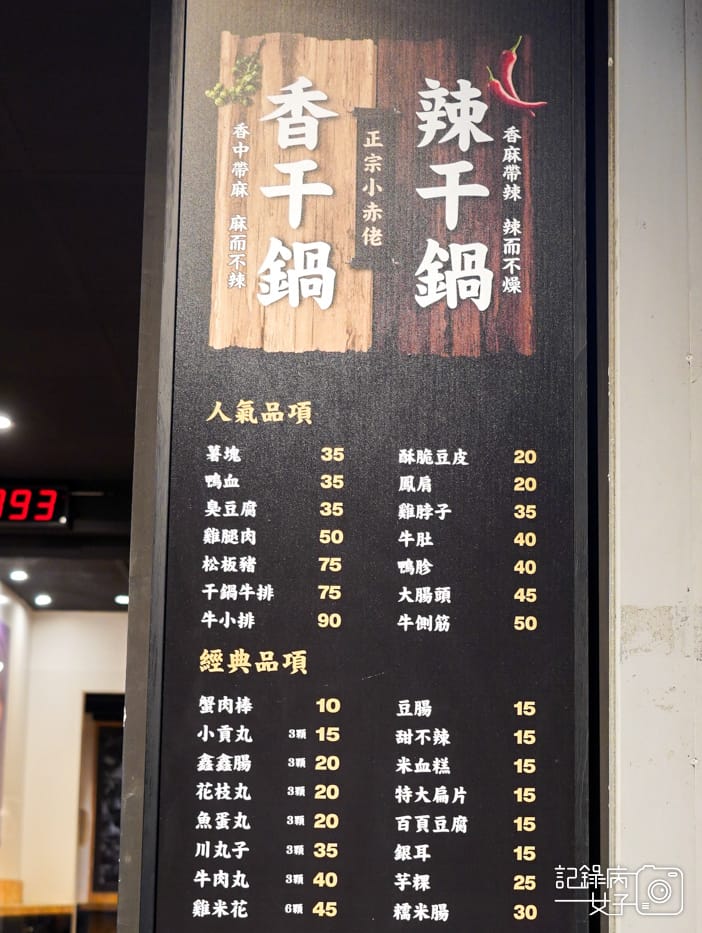 辣干鍋
香麻帶辣 辣而不燥
正宗小赤佬
香干鍋
香中帶麻 麻而不辣
人氣品項
薯塊 35
鴨血 35
臭豆腐 35
雞腿肉 50
松板豬 75
干鍋牛排 75
牛小排 90
酥脆豆皮 20
鳳肩 20
雞脖子 35
牛肚 40
鴨胗 40
大腸頭 45
牛側筋 50
經典品項
蟹肉棒 10
小貢丸 3顆 15
鑫鑫腸 3顆 20
花枝丸 3顆 20
魚蛋丸 3顆 20
川丸子 3顆 35
牛肉丸 3顆 40
雞米花 6顆 45
豆腸 15
甜不辣 15
米血糕 15
特大扁片 15
百頁豆腐 15
銀耳 15
芋粿 25
糯米腸 30
993
記錄病
女子